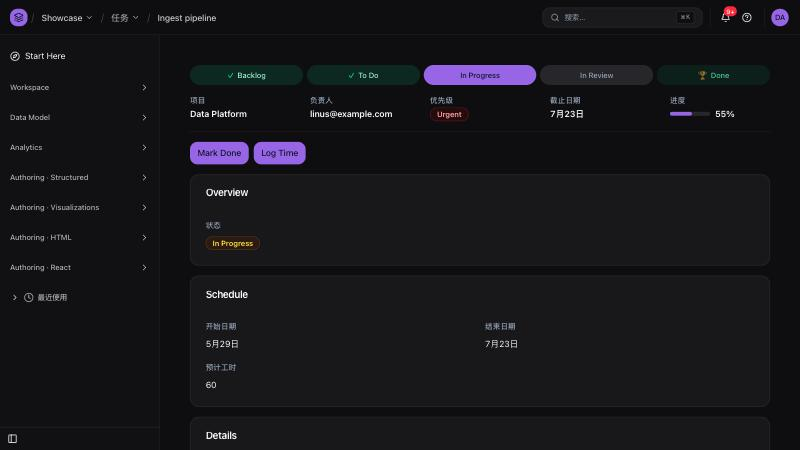 / Showcase / 任务 / Ingest pipeline
搜索...
⌘K
9+
DA
Start Here
Workspace
Data Model
Analytics
Authoring · Structured
Authoring · Visualizations
Authoring · HTML
Authoring · React
最近使用
✓ Backlog
✓ To Do
In Progress
In Review
🏆 Done
项目
Data Platform
负责人
linus@example.com
优先级
Urgent
截止日期
7月23日
进度
55%
Mark Done
Log Time
Overview
状态
In Progress
Schedule
开始日期
5月29日
结束日期
7月23日
预计工时
60
Details